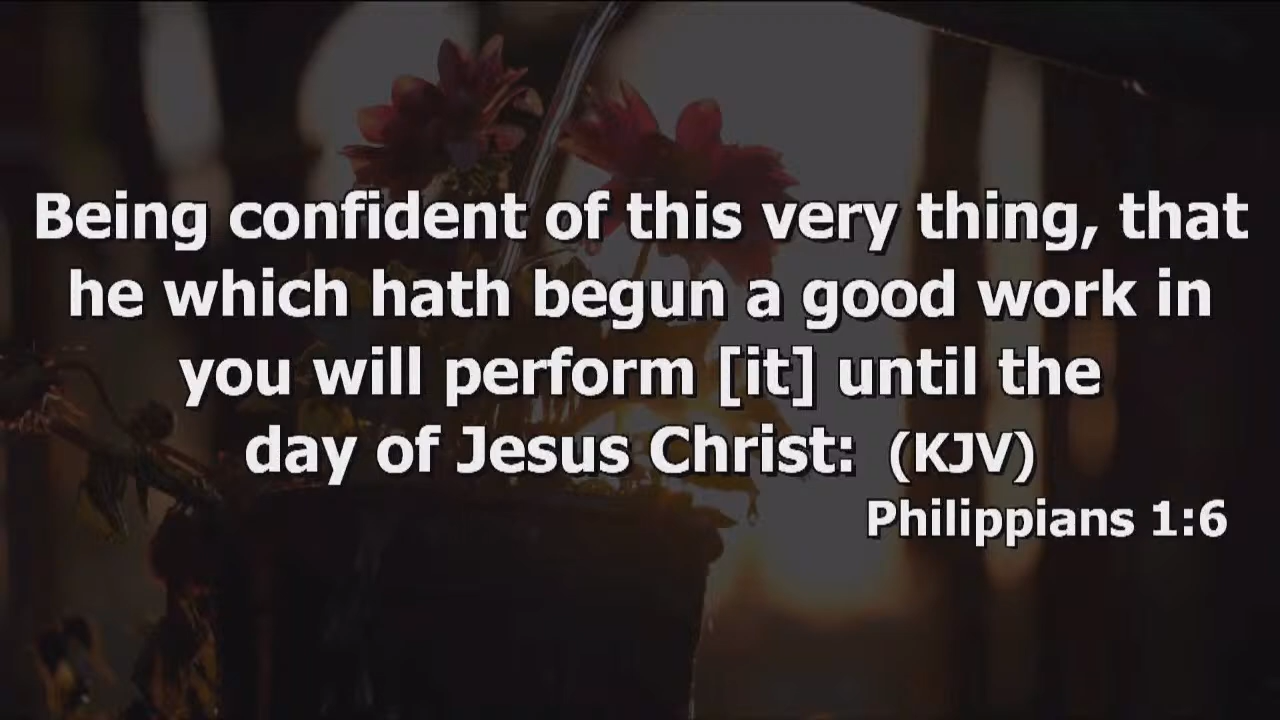 Being confident of this very thing, that
he which hath begun a good work in
you will perform [it] until the
day of Jesus Christ: (KJV)
Philippians 1:6